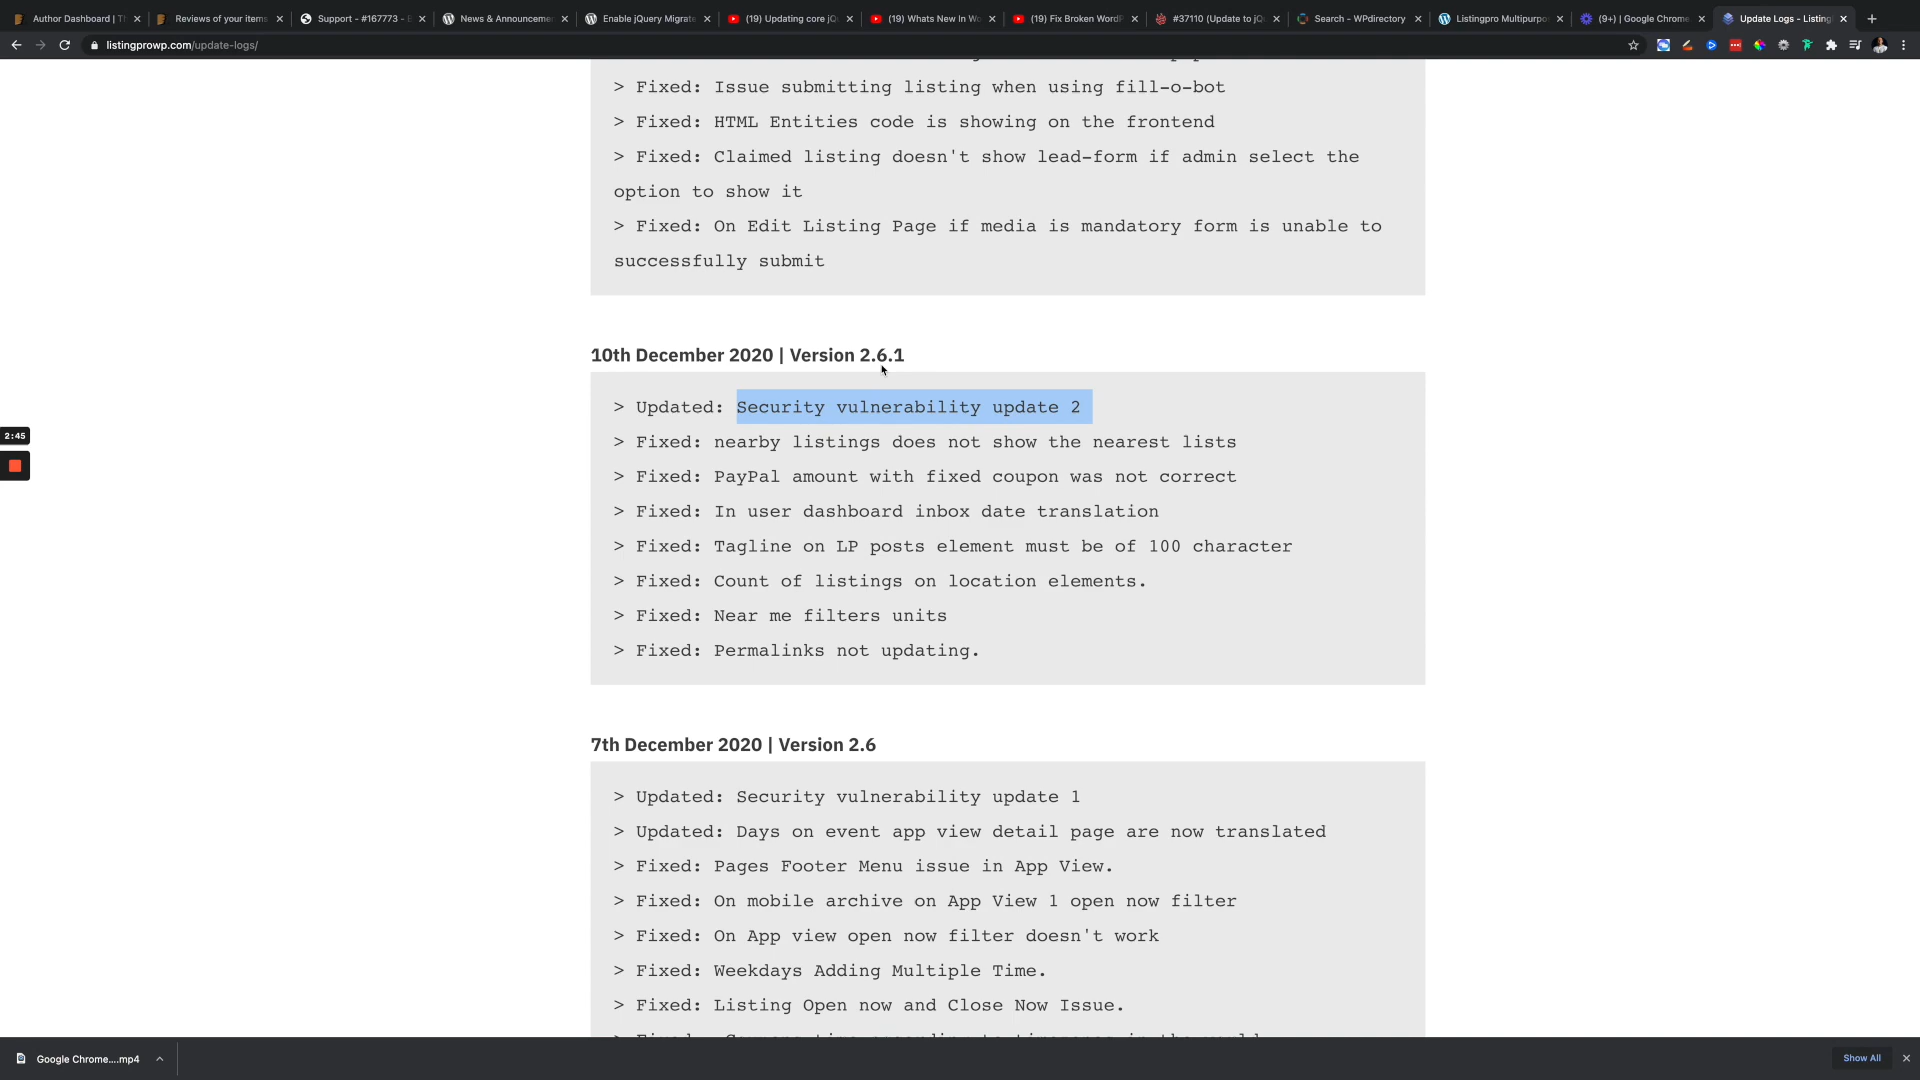 Author Dashboard | T
Reviews of your items
Support - #167773 -
News & Announceme
Enable jQuery Migrate
(19) Updating core jQ
(19) Whats New In Wo
(19) Fix Broken WordP
#37110 (Update to jQ
Search - WPdirectory
Listingpro Multipurpo
(9+) | Google Chrome
Update Logs - Listing
listingprowp.com/update-logs/
> Fixed: Issue submitting listing when using fill-o-bot
> Fixed: HTML Entities code is showing on the frontend
> Fixed: Claimed listing doesn't show lead-form if admin select the
option to show it
> Fixed: On Edit Listing Page if media is mandatory form is unable to
successfully submit
10th December 2020 | Version 2.6.1
> Updated: Security vulnerability update 2
> Fixed: nearby listings does not show the nearest lists
2:45
> Fixed: PayPal amount with fixed coupon was not correct
> Fixed: In user dashboard inbox date translation
> Fixed: Tagline on LP posts element must be of 100 character
> Fixed: Count of listings on location elements.
> Fixed: Near me filters units
> Fixed: Permalinks not updating.
7th December 2020 | Version 2.6
> Updated: Security vulnerability update 1
> Updated: Days on event app view detail page are now translated
> Fixed: Pages Footer Menu issue in App View.
> Fixed: On mobile archive on App View 1 open now filter
> Fixed: On App view open now filter doesn't work
> Fixed: Weekdays Adding Multiple Time.
> Fixed: Listing Open now and Close Now Issue.
Google Chrome....mp4
Show All